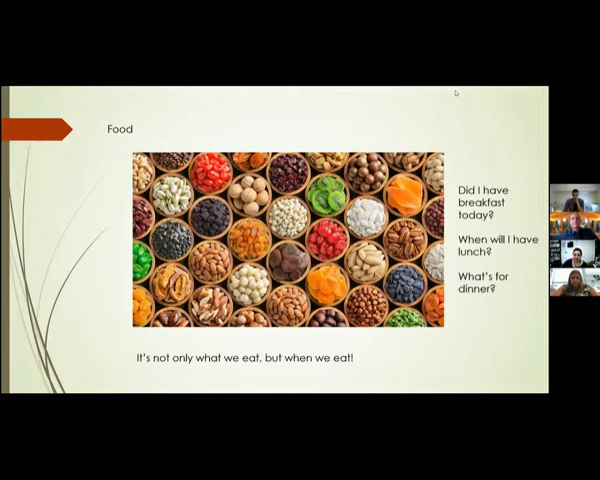 Food
Did I have
breakfast
today?
When will I have
lunch?
What's for
dinner?
It's not only what we eat, but when we eat!